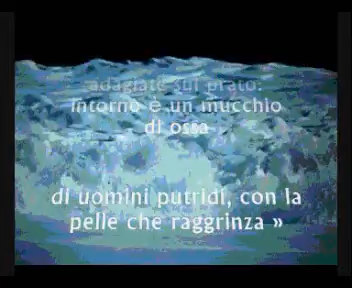 adagiate sul prato:
intorno è un mucchio
di ossa
di uomini putridi, con la
pelle che raggrinza »